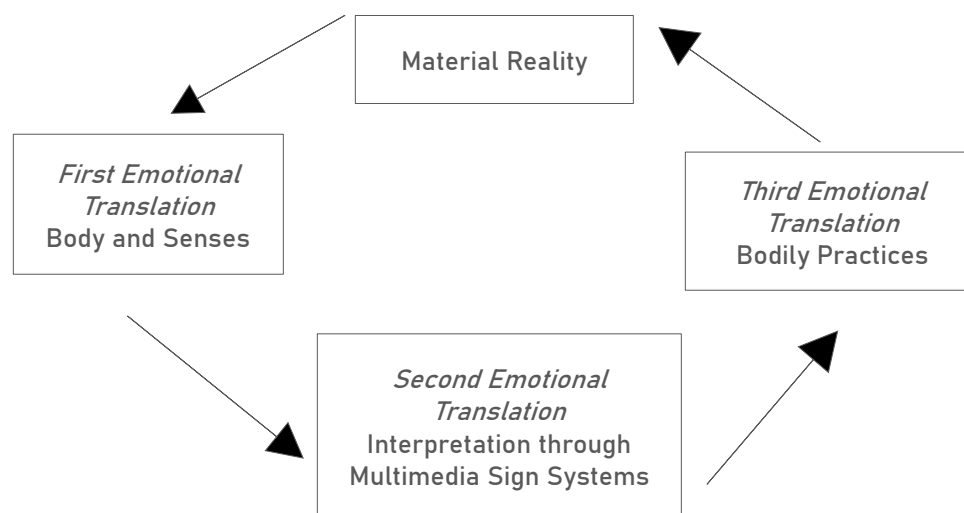 Material Reality
First Emotional
Translation
Body and Senses
Third Emotional
Translation
Bodily Practices
Second Emotional
Translation
Interpretation through
Multimedia Sign Systems